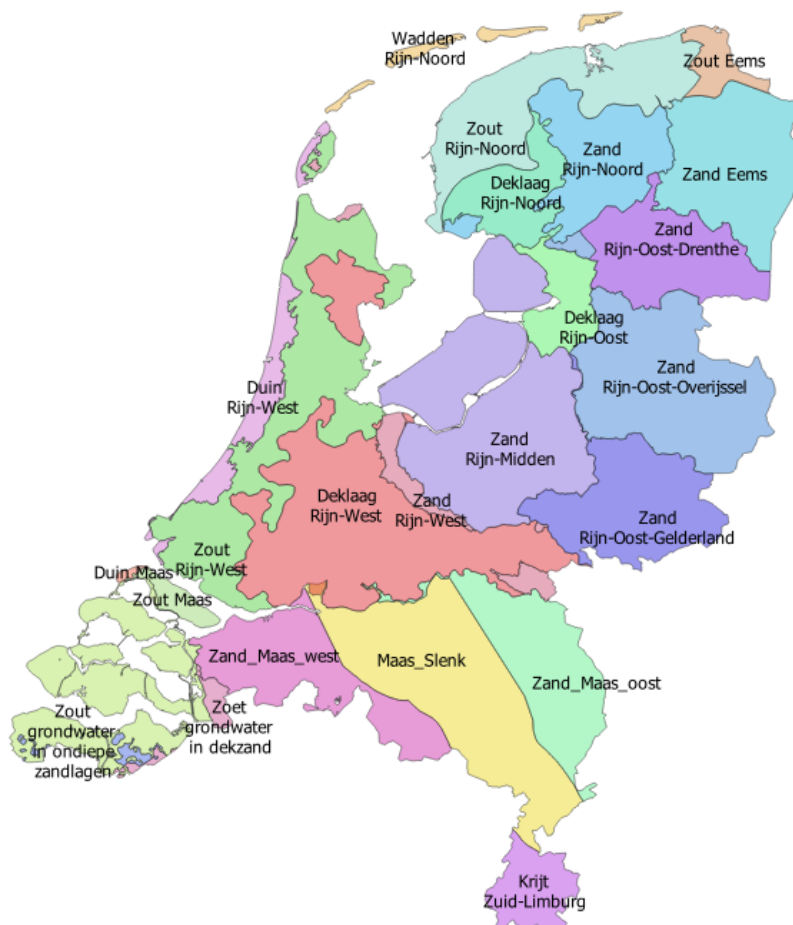 Wadden
Rijn-Noord
Zout Eems
Zout
Rijn-Noord
Zand
Rijn-Noord
Zand Eems
Deklaag
Rijn-Noord
Zand
Rijn-Oost-Drenthe
Deklaag
Rijn-Oost
Zand
Rijn-Oost-Overijssel
Duin
Rijn-West
Zand
Rijn-Midden
Deklaag
Rijn-West
Zand
Rijn-West
Zand
Rijn-Oost-Gelderland
Zout
Rijn-West
Duin Maas
Zout Maas
Zand_Maas_west
Maas_Slenk
Zand_Maas_oost
Zout
grondwater
in ondiepe
zandlagen
Zoet
grondwater
in dekzand
Krijt
Zuid-Limburg